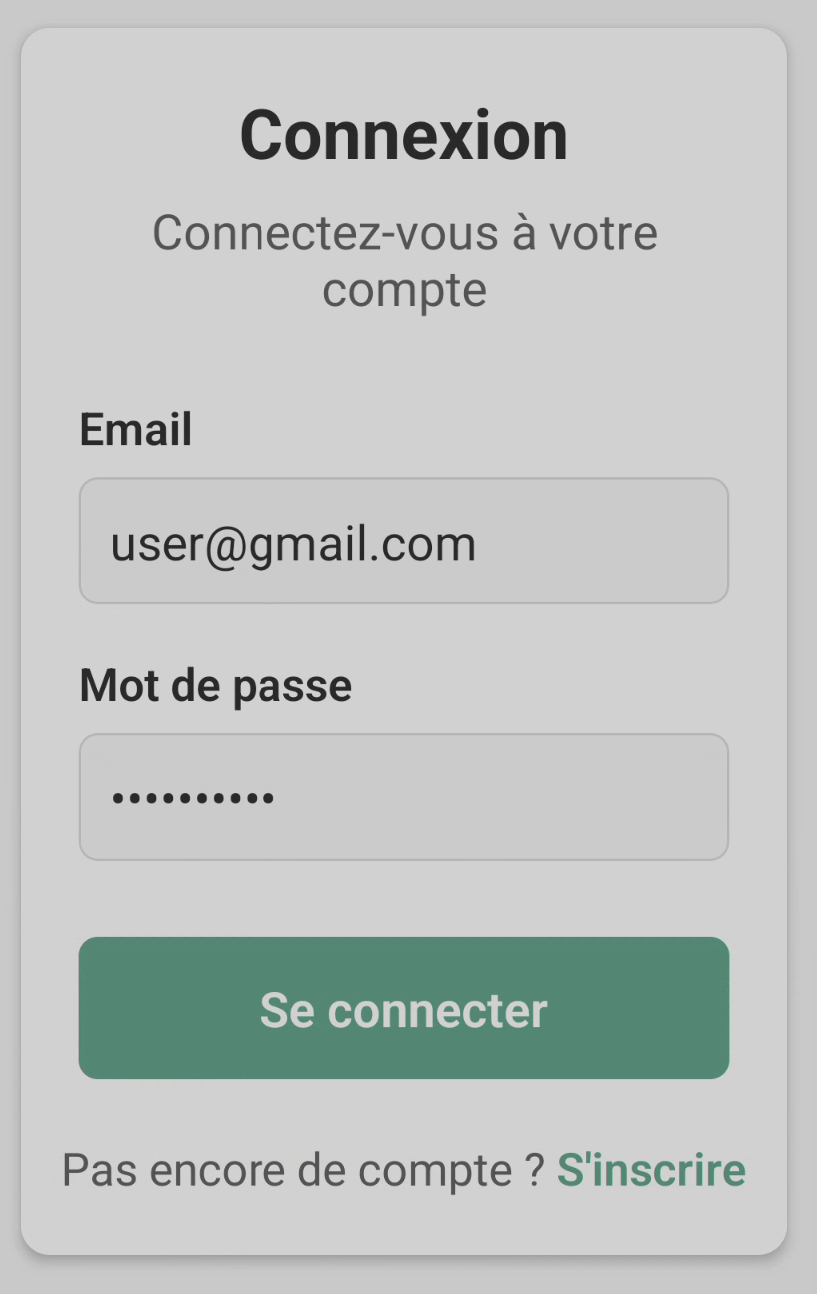 Connexion
Connectez-vous à votre
compte
Email
user@gmail.com
Mot de passe
••••••••••
Se connecter
Pas encore de compte ? S'inscrire